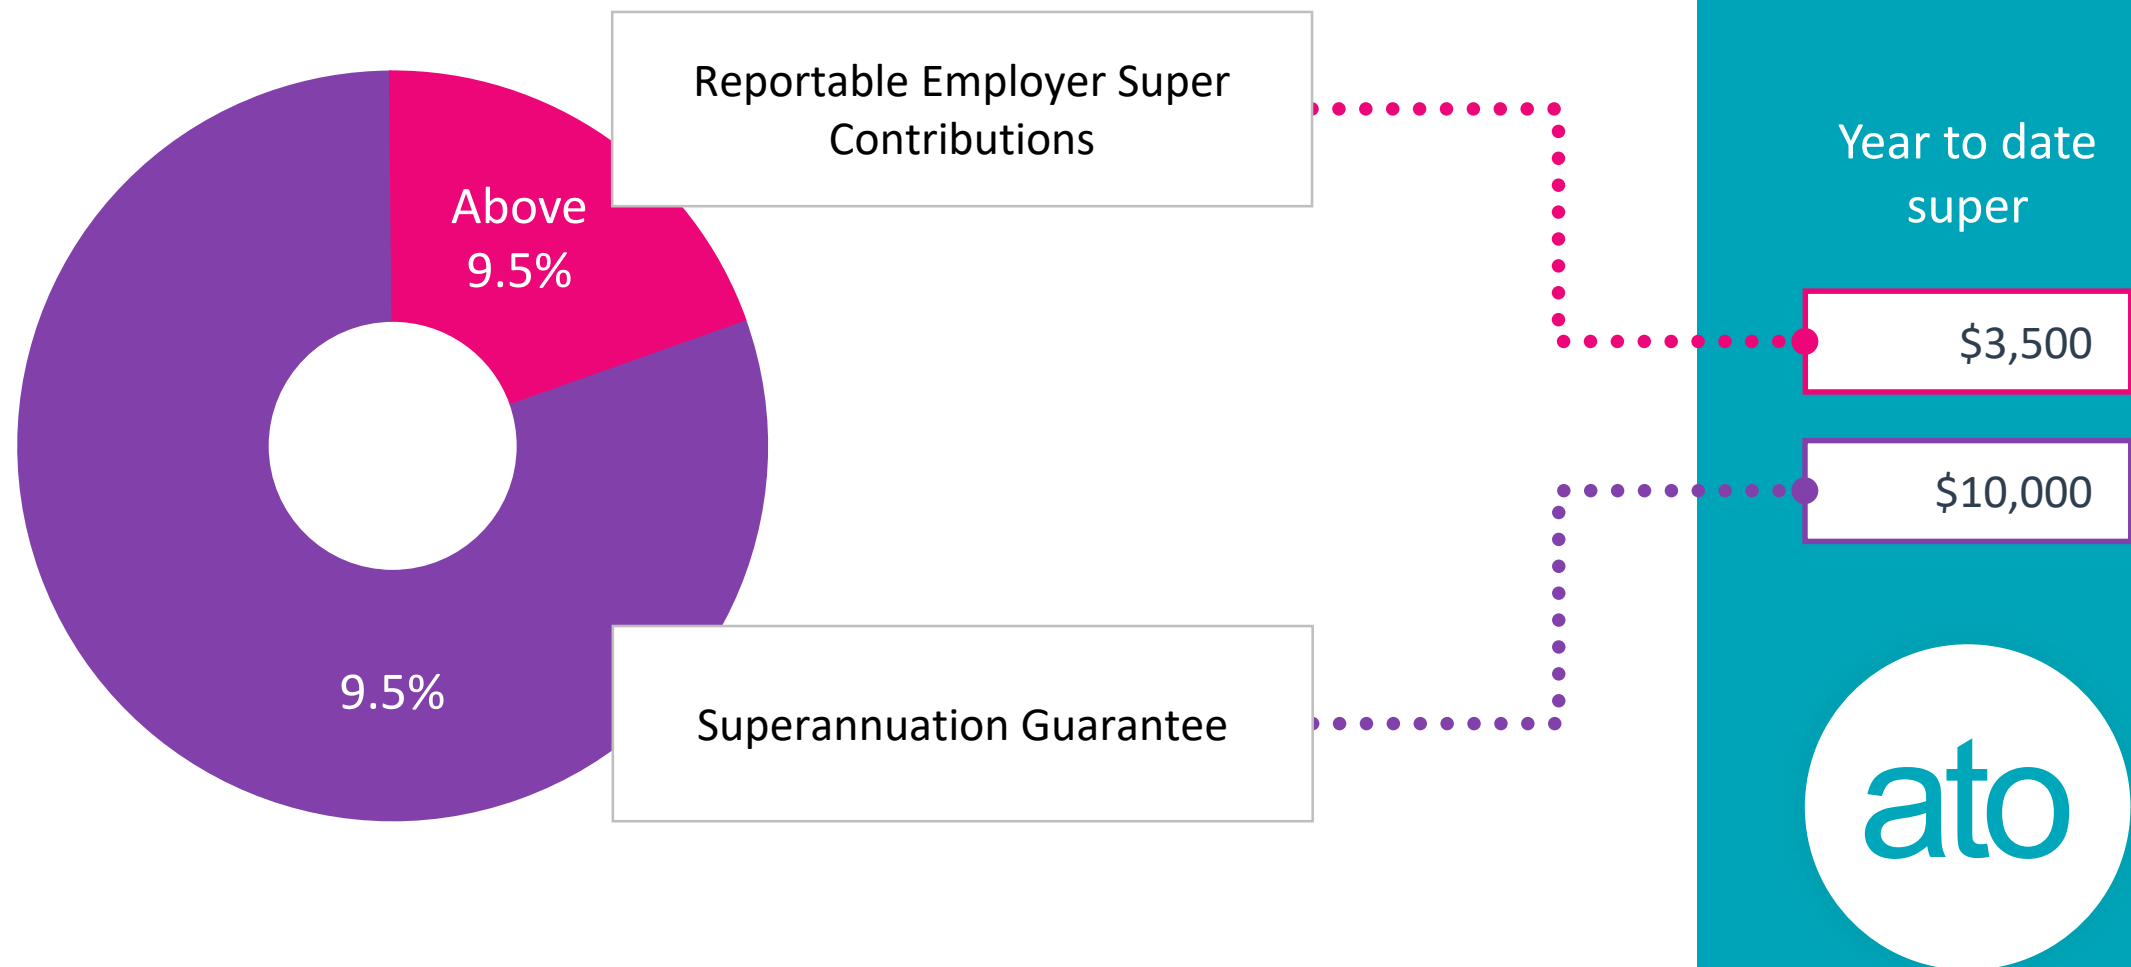 Reportable Employer Super
Contributions
Above
9.5%
9.5%
Superannuation Guarantee
Year to date
super
$3,500
$10,000
ato